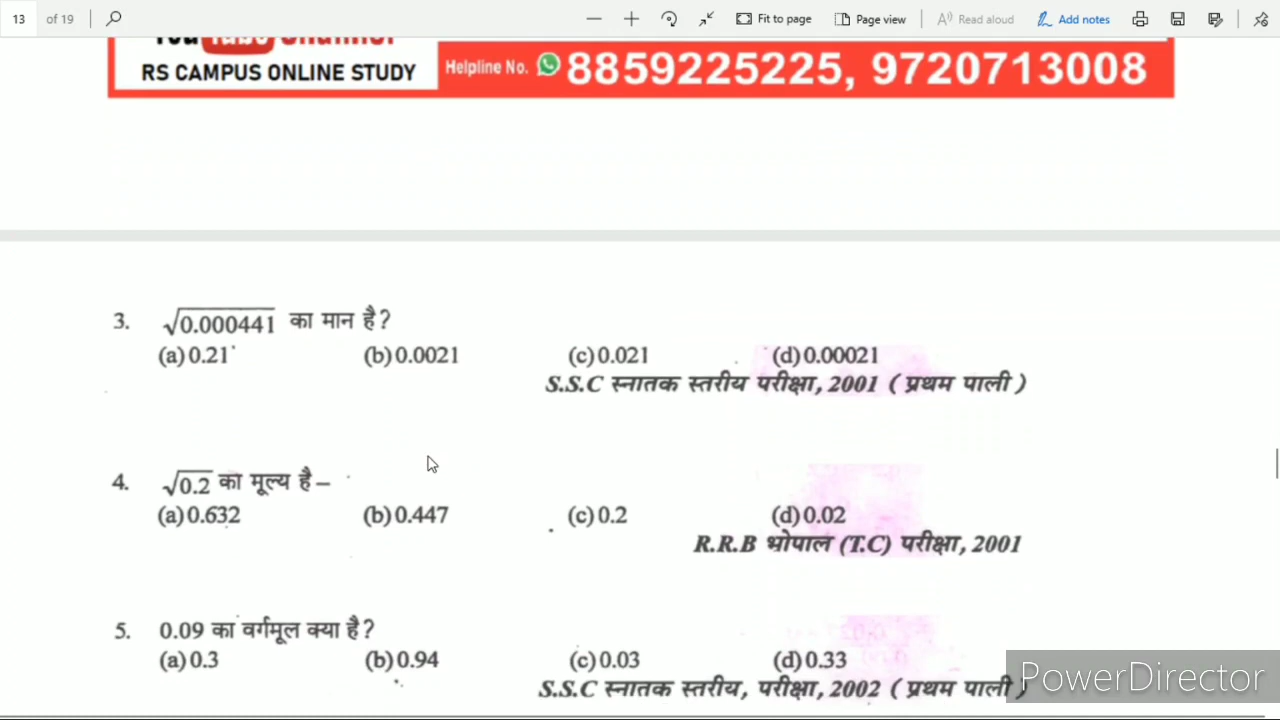 13 of 19 Fit to page Page view Read aloud Add notes
YouTube Channel
RS CAMPUS ONLINE STUDY
Helpline No. 8859225225, 9720713008
3. √0.000441 का मान है?
(a) 0.21 (b) 0.0021 (c) 0.021 (d) 0.00021
S.S.C स्नातक स्तरीय परीक्षा, 2001 ( प्रथम पाली )
4. √0.2 का मूल्य है –
(a) 0.632 (b) 0.447 (c) 0.2 (d) 0.02
R.R.B भोपाल (T.C) परीक्षा, 2001
5. 0.09 का वर्गमूल क्या है?
(a) 0.3 (b) 0.94 (c) 0.03 (d) 0.33
S.S.C स्नातक स्तरीय, परीक्षा, 2002 ( प्रथम पाली )
PowerDirector